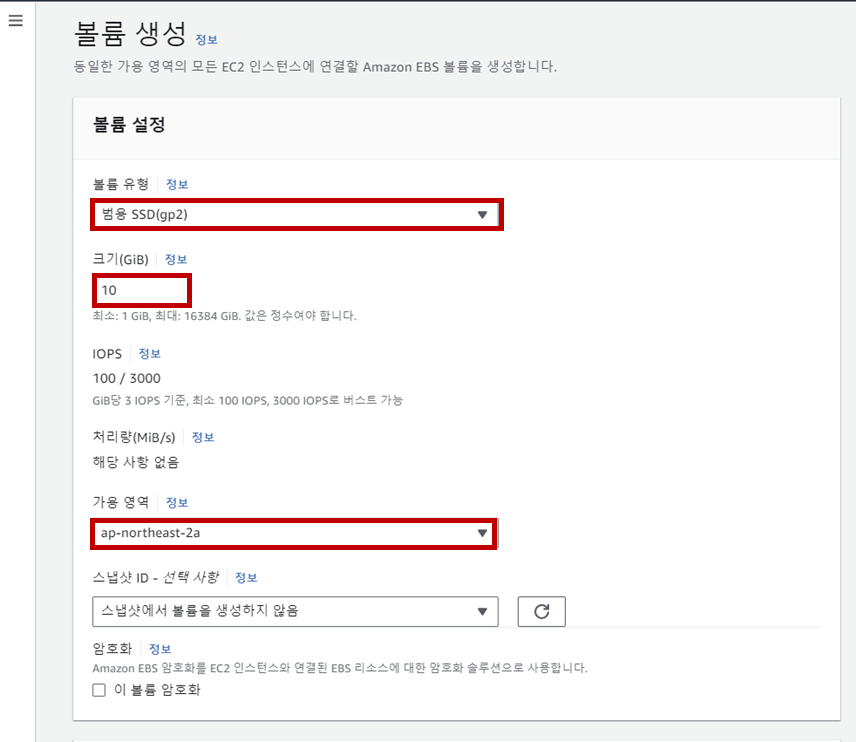 볼륨 생성 정보
동일한 가용 영역의 모든 EC2 인스턴스에 연결할 Amazon EBS 볼륨을 생성합니다.
볼륨 설정
볼륨 유형 정보
범용 SSD(gp2)
크기(GiB) 정보
10
최소: 1 GiB, 최대: 16384 GiB. 값은 정수여야 합니다.
IOPS 정보
100 / 3000
GiB당 3 IOPS 기준, 최소 100 IOPS, 3000 IOPS로 버스트 가능
처리량(MiB/s) 정보
해당 사항 없음
가용 영역 정보
ap-northeast-2a
스냅샷 ID - 선택 사항 정보
스냅샷에서 볼륨을 생성하지 않음
암호화 정보
Amazon EBS 암호화를 EC2 인스턴스와 연결된 EBS 리소스에 대한 암호화 솔루션으로 사용합니다.
이 볼륨 암호화